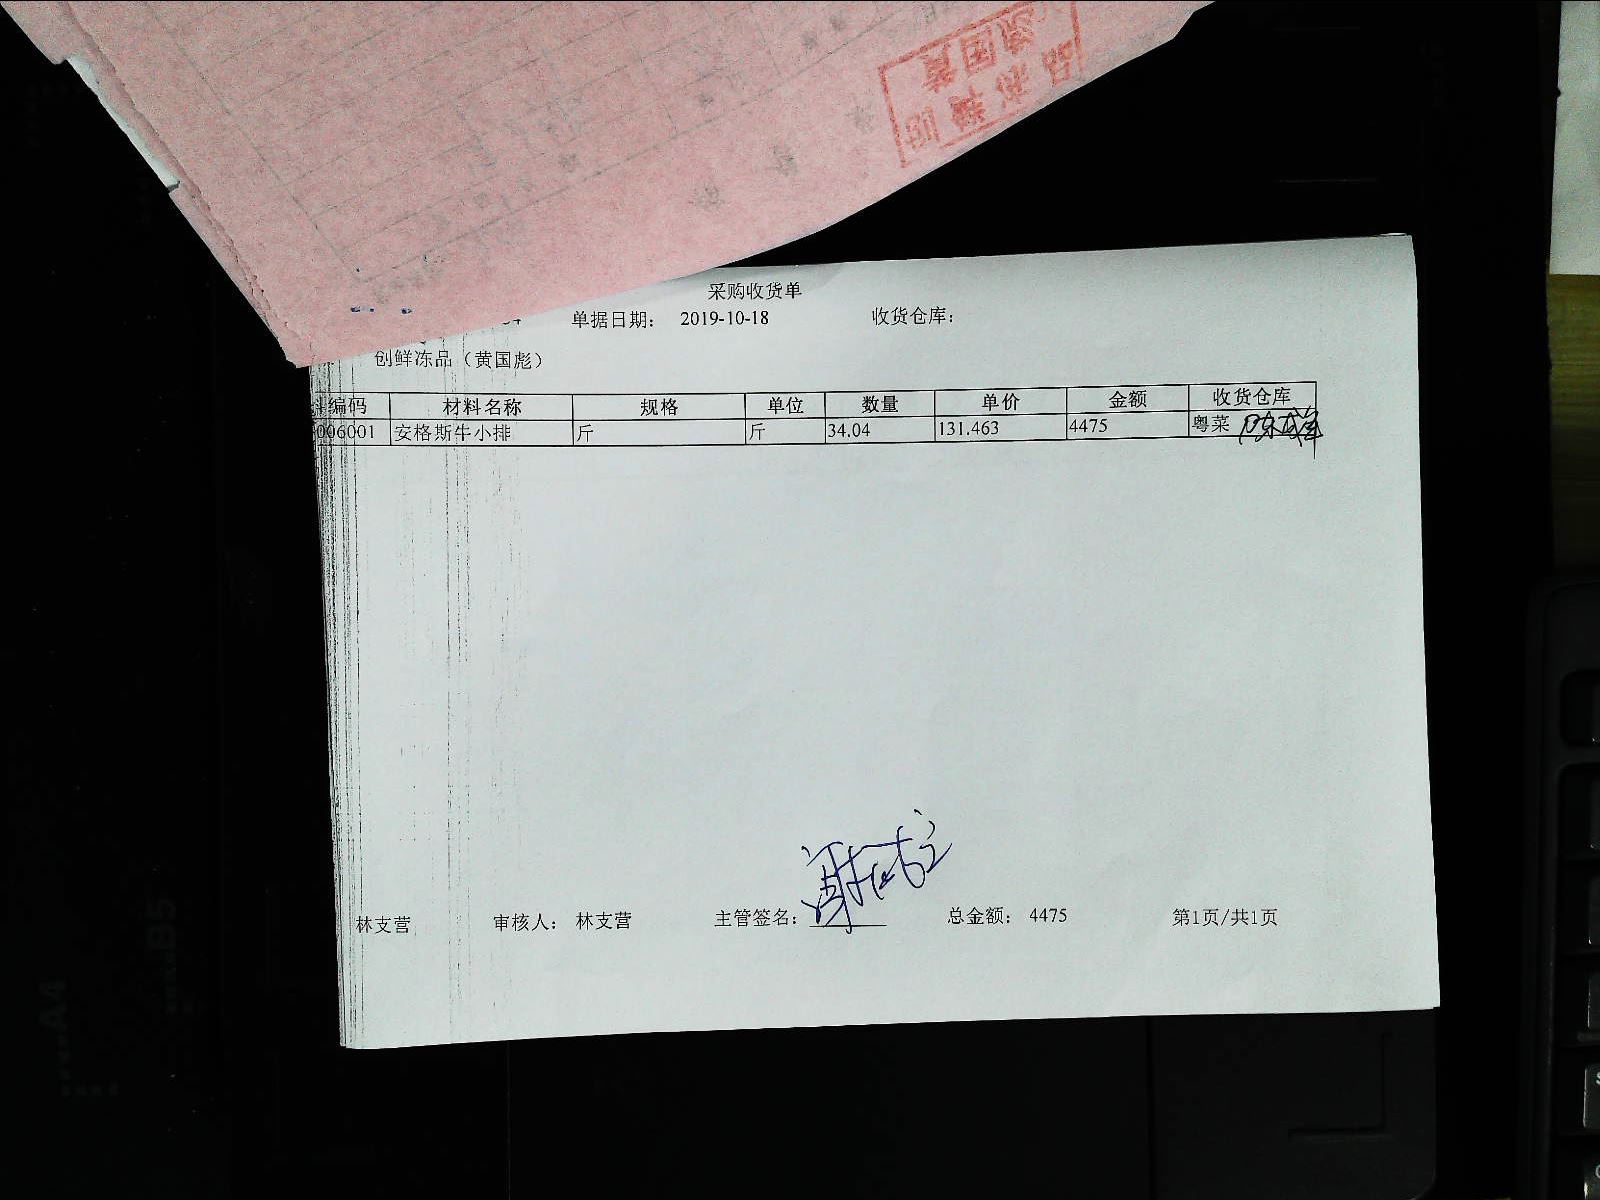 采购收货单
单据日期： 2019-10-18 收货仓库：
创鲜冻品（黄国彪）
编码 材料名称 规格 单位 数量 单价 金额 收货仓库
006001 安格斯牛小排 斤 斤 34.04 131.463 4475 粤菜
林支营 审核人： 林支营 主管签名： 总金额： 4475 第1页/共1页
A4
B5